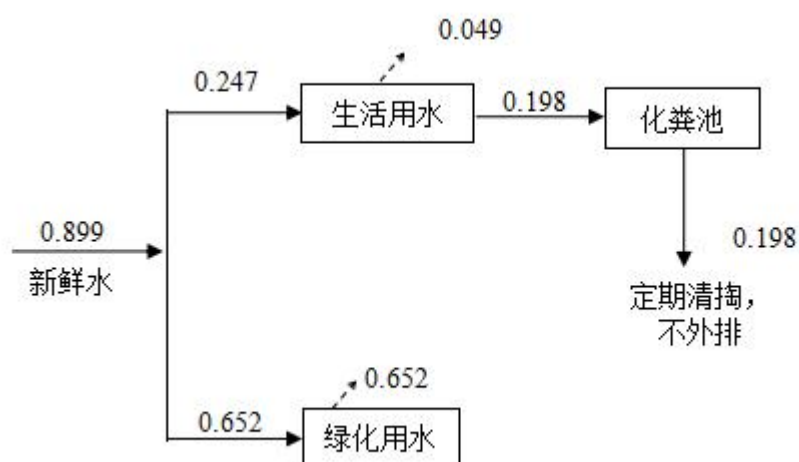 0.049
0.247
生活用水
0.198
化粪池
0.899
新鲜水
0.198
定期清掏，
不外排
0.652
0.652
绿化用水